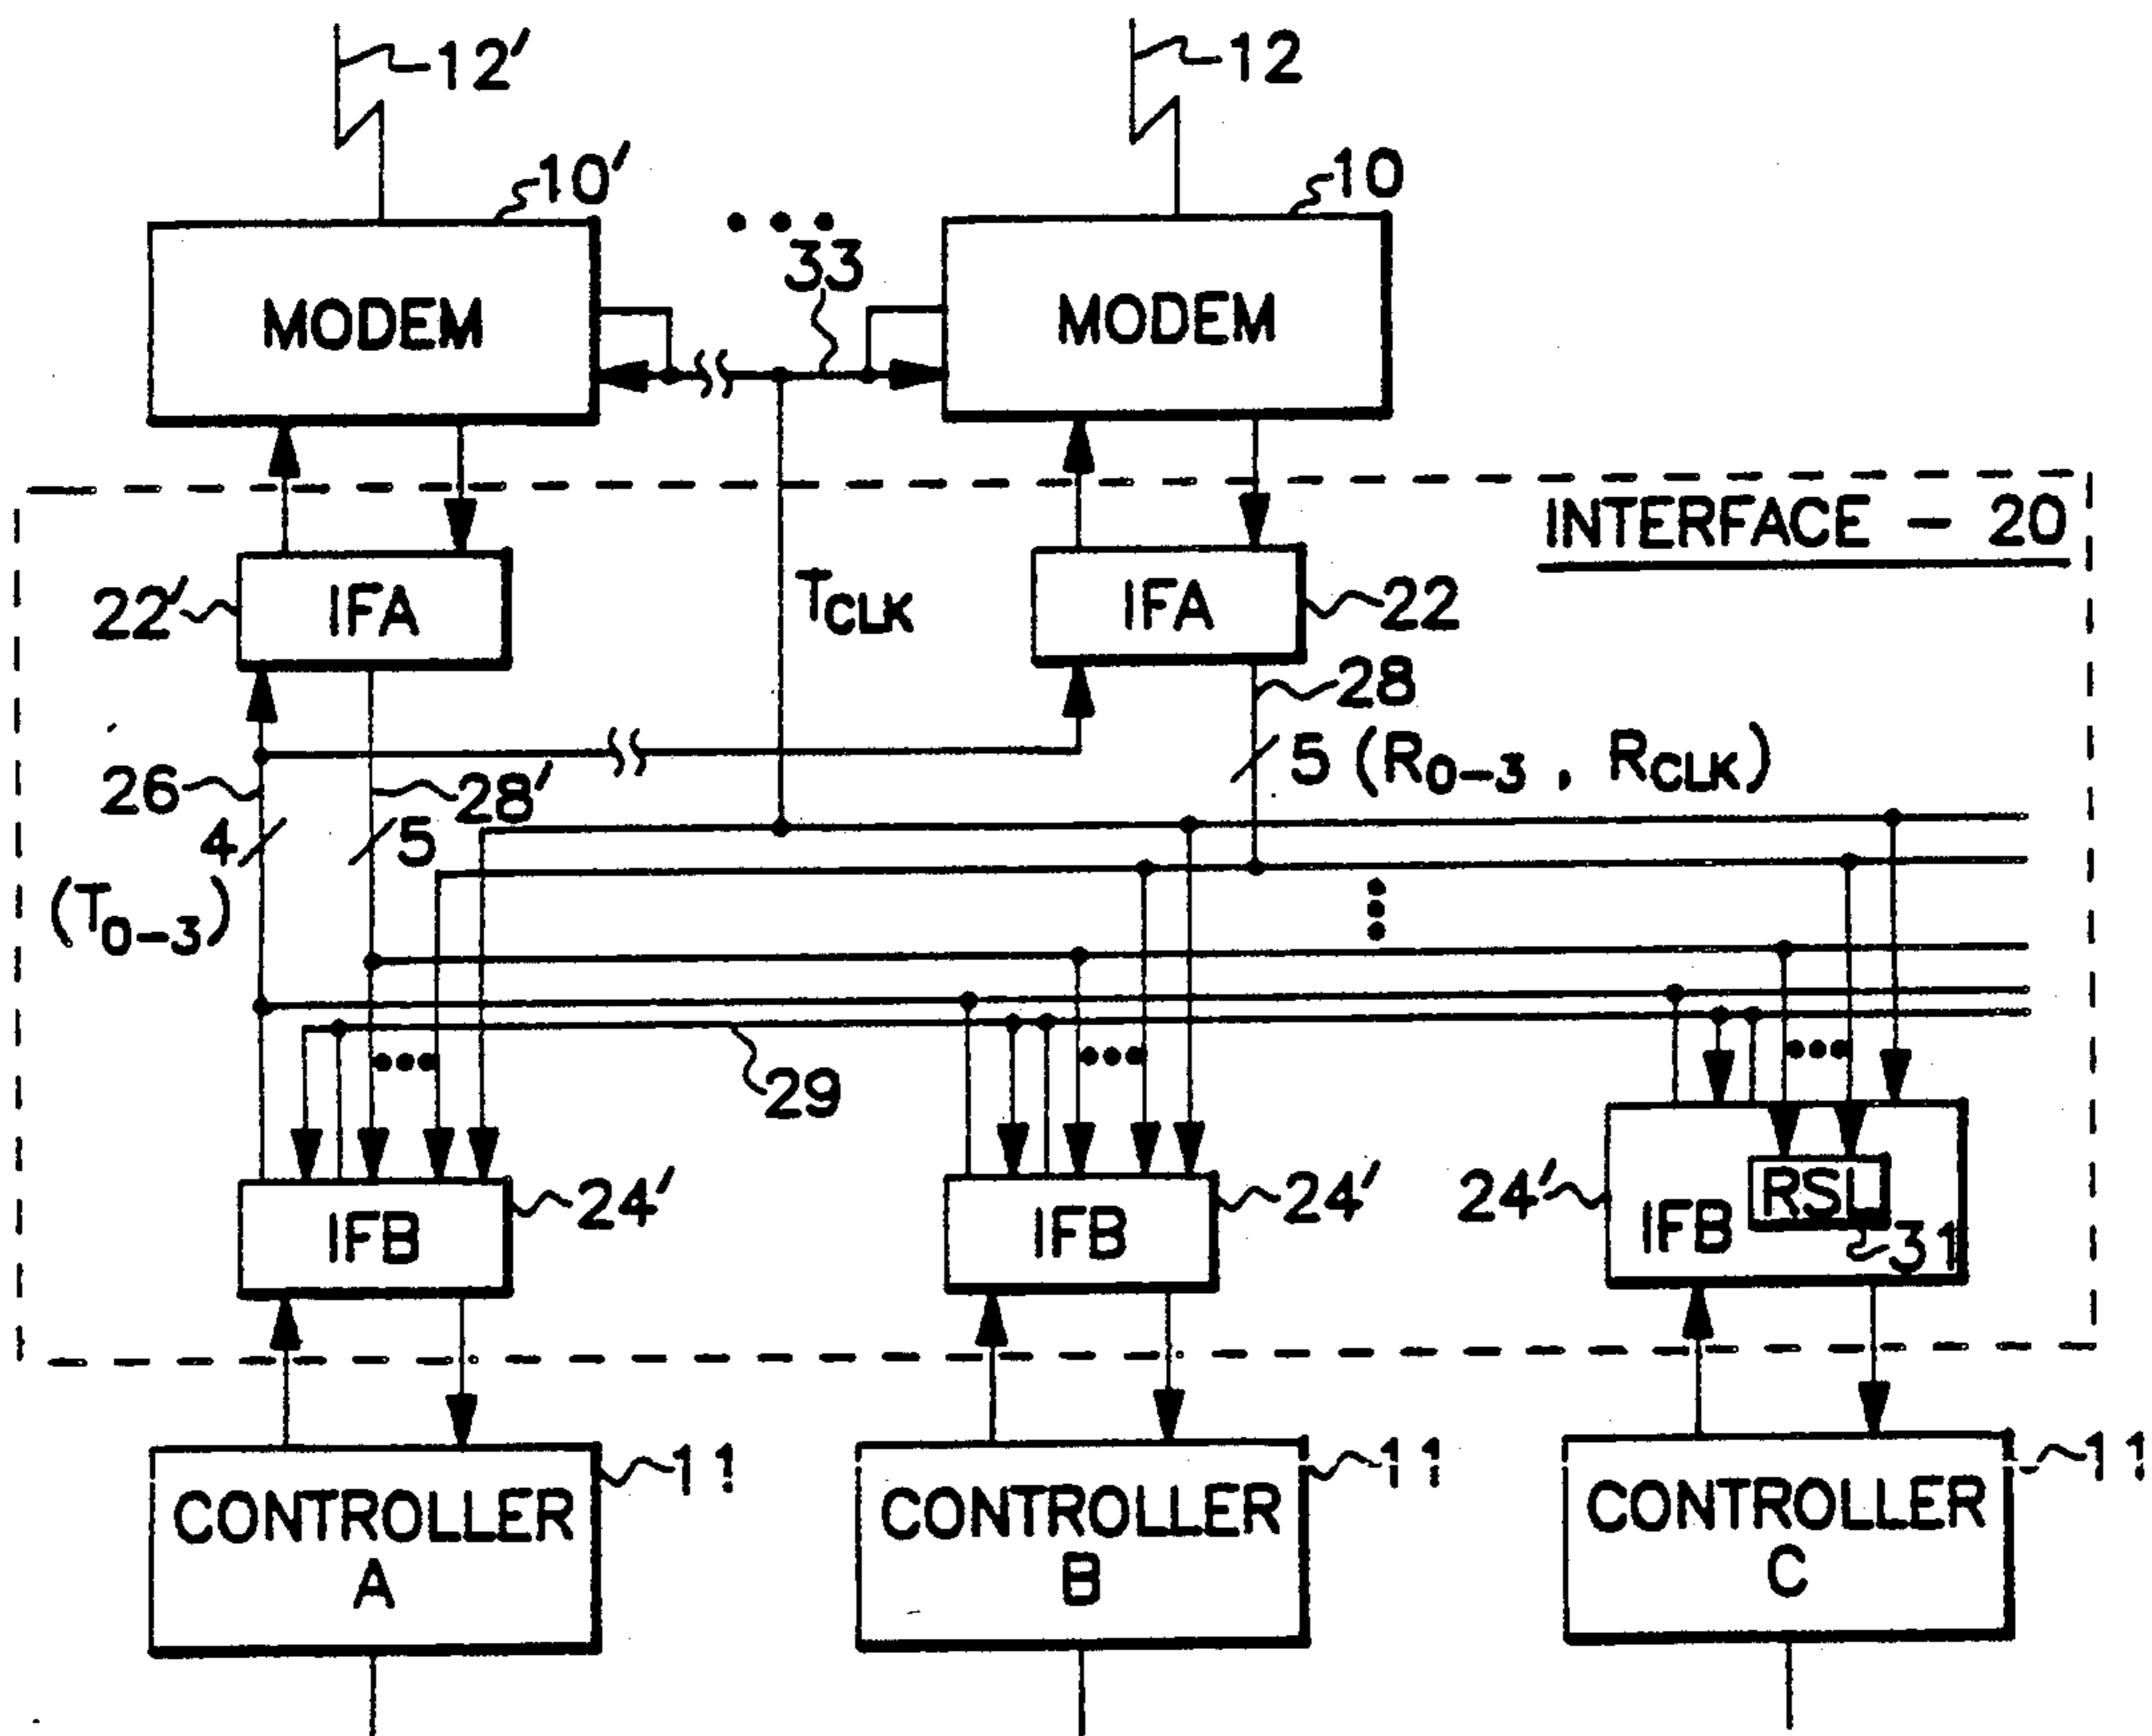 12′
12
10′
10
33
MODEM
MODEM
INTERFACE - 20
22′
IFA
TCLK
IFA
22
28
26
28′
5 (R0-3, RCLK)
4
5
(T0-3)
29
24′
24′
24′
RSL
IFB
IFB
IFB
31
11
11
11
CONTROLLER
A
CONTROLLER
B
CONTROLLER
C